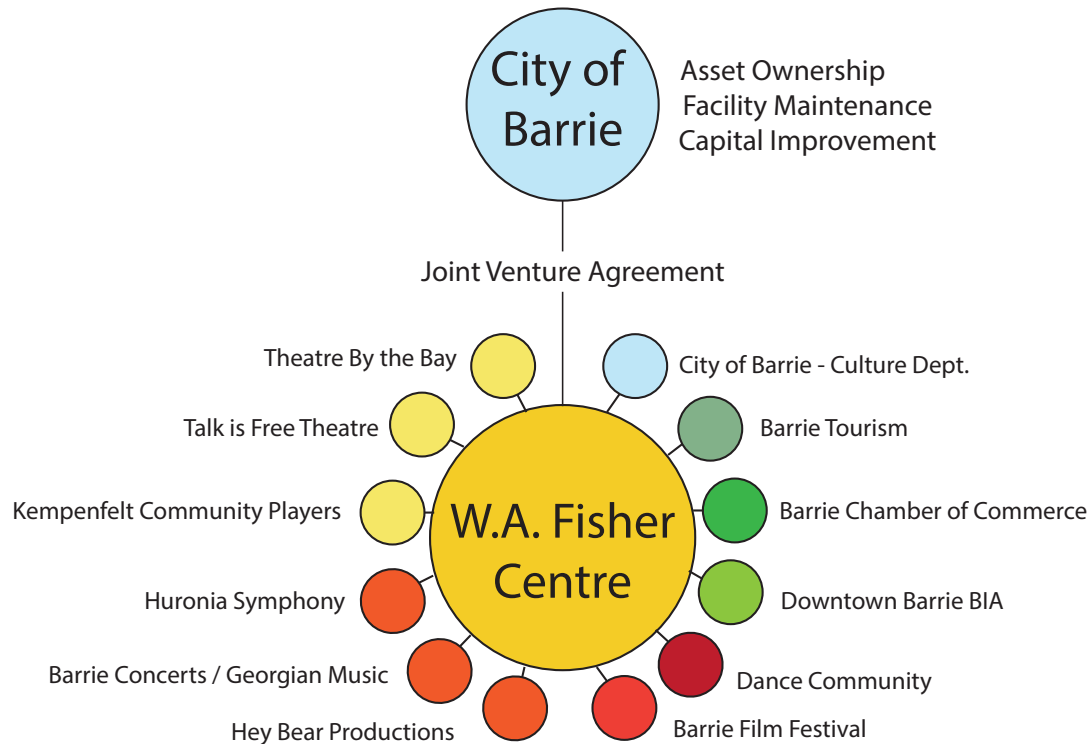 City of
Barrie
Asset Ownership
Facility Maintenance
Capital Improvement
Joint Venture Agreement
Theatre By the Bay
City of Barrie - Culture Dept.
Talk is Free Theatre
Barrie Tourism
Kempenfelt Community Players
Barrie Chamber of Commerce
W.A. Fisher
Centre
Huronia Symphony
Downtown Barrie BIA
Barrie Concerts / Georgian Music
Dance Community
Hey Bear Productions
Barrie Film Festival